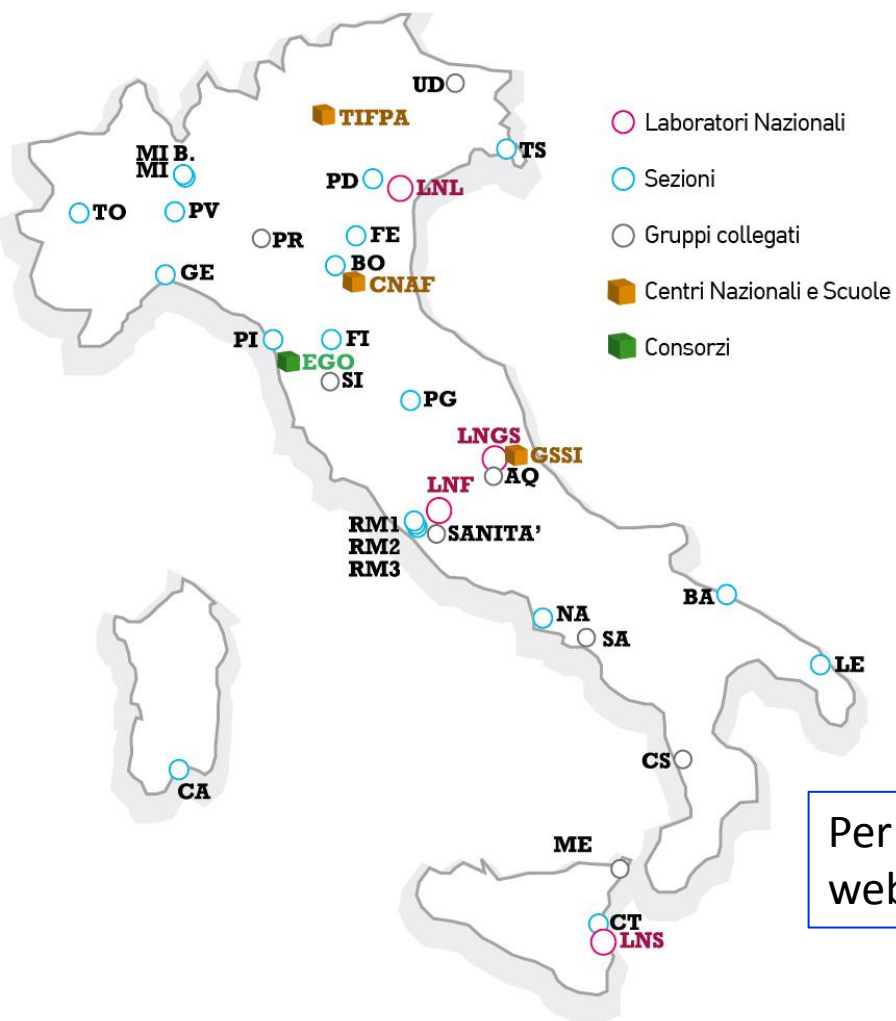 UD
TIFPA
Laboratori Nazionali
MI B.
MI
TS
PD
LNL
Sezioni
TO
PV
PR
FE
Gruppi collegati
GE
BO
CNAF
Centri Nazionali e Scuole
PI
FI
Consorzi
EGO
SI
PG
LNGS
GSSI
AQ
LNF
RM1
RM2
RM3
SANITA’
BA
NA
SA
LE
CS
CA
Per
web
ME
CT
LNS